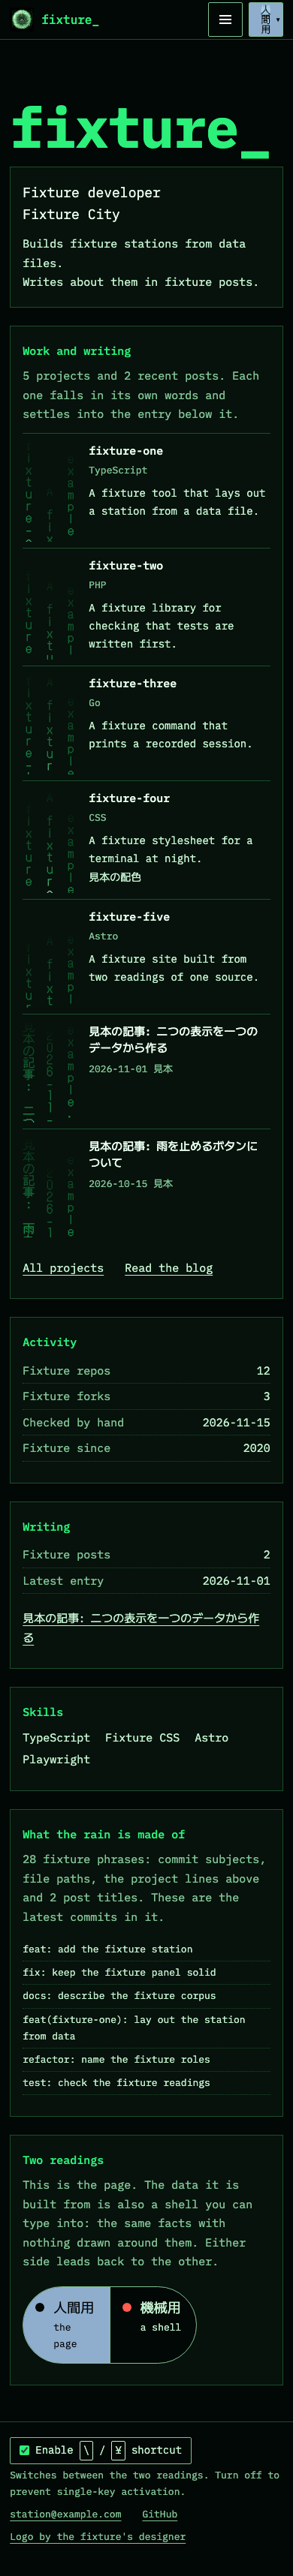 fixture_
人間用
fixture_
Fixture developer
Fixture City
Builds fixture stations from data
files.
Writes about them in fixture posts.
Work and writing
5 projects and 2 recent posts. Each
one falls in its own words and
settles into the entry below it.
fixture-one
TypeScript
A fixture tool that lays out
a station from a data file.
fixture-two
PHP
A fixture library for
checking that tests are
written first.
fixture-three
Go
A fixture command that
prints a recorded session.
fixture-four
CSS
A fixture stylesheet for a
terminal at night.
見本の配色
fixture-five
Astro
A fixture site built from
two readings of one source.
見本の記事: 二つの表示を一つの
データから作る
2026-11-01 見本
見本の記事: 雨を止めるボタンに
ついて
2026-10-15 見本
All projects Read the blog
Activity
Fixture repos 12
Fixture forks 3
Checked by hand 2026-11-15
Fixture since 2020
Writing
Fixture posts 2
Latest entry 2026-11-01
見本の記事: 二つの表示を一つのデータから作
る
Skills
TypeScript Fixture CSS Astro
Playwright
What the rain is made of
28 fixture phrases: commit subjects,
file paths, the project lines above
and 2 post titles. These are the
latest commits in it.
feat: add the fixture station
fix: keep the fixture panel solid
docs: describe the fixture corpus
feat(fixture-one): lay out the station
from data
refactor: name the fixture roles
test: check the fixture readings
Two readings
This is the page. The data it is
built from is also a shell you can
type into: the same facts with
nothing drawn around them. Either
side leads back to the other.
人間用
the
page
機械用
a shell
Enable \ / ¥ shortcut
Switches between the two readings. Turn off to
prevent single-key activation.
station@example.com GitHub
Logo by the fixture's designer